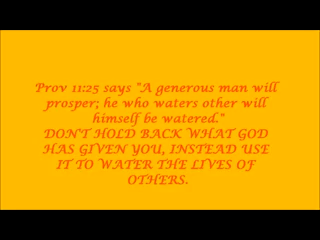 Prov 11:25 says "A generous man will
prosper; he who waters other will
himself be watered."
DON'T HOLD BACK WHAT GOD
HAS GIVEN YOU, INSTEAD USE
IT TO WATER THE LIVES OF
OTHERS.